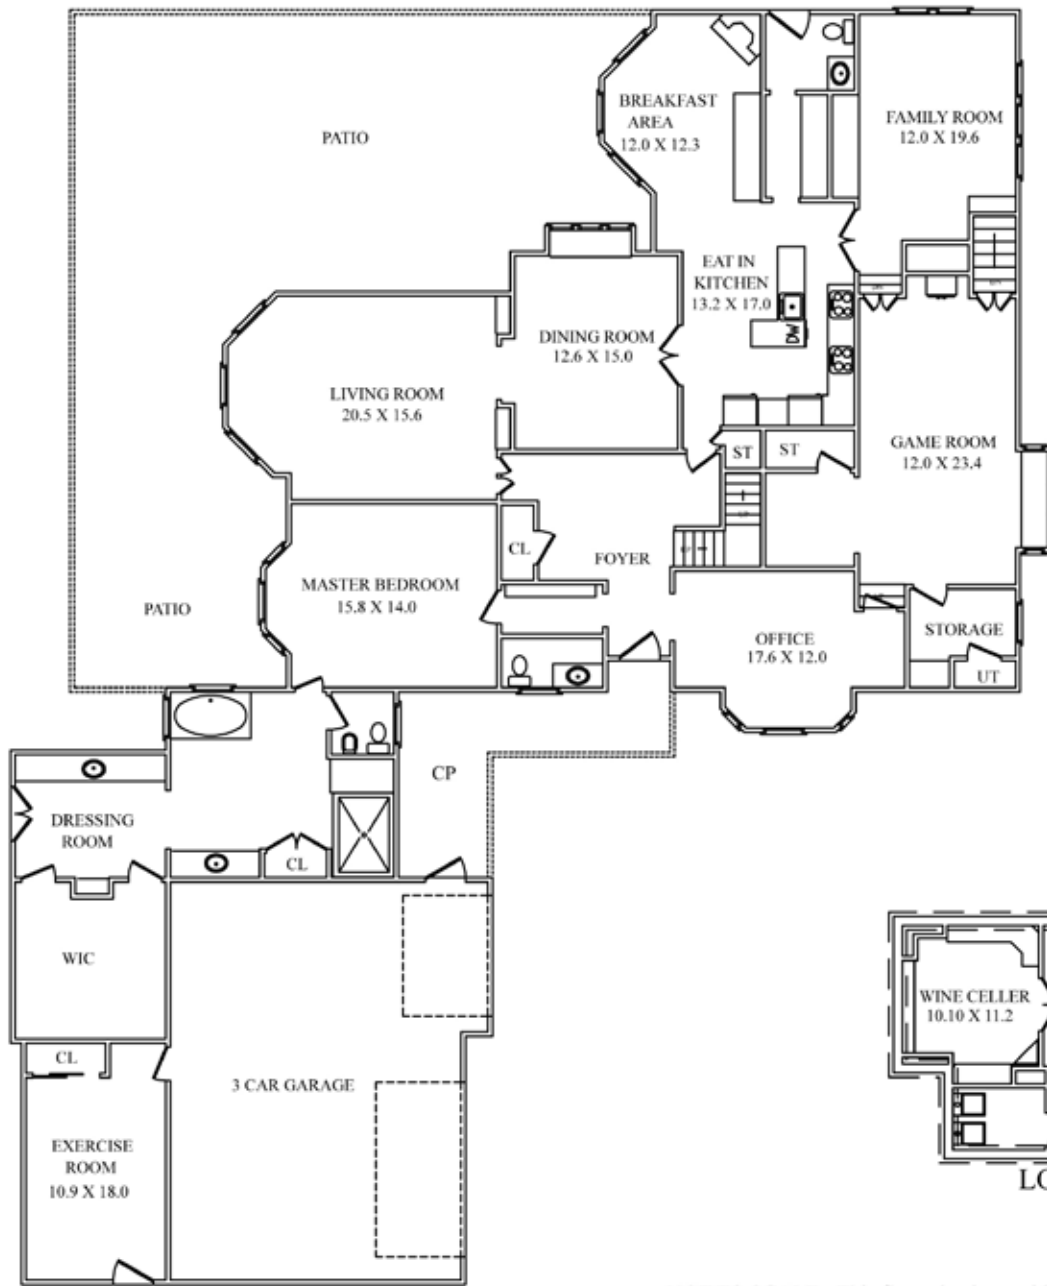 PATIO
BREAKFAST
AREA
12.0 X 12.3
FAMILY ROOM
12.0 X 19.6
EAT IN
KITCHEN
13.2 X 17.0
DW
DINING ROOM
12.6 X 15.0
LIVING ROOM
20.5 X 15.6
GAME ROOM
12.0 X 23.4
ST
ST
CL
FOYER
MASTER BEDROOM
15.8 X 14.0
PATIO
OFFICE
17.6 X 12.0
STORAGE
UT
CP
DRESSING
ROOM
CL
WIC
WINE CELLER
10.10 X 11.2
CL
3 CAR GARAGE
EXERCISE
ROOM
10.9 X 18.0
LO